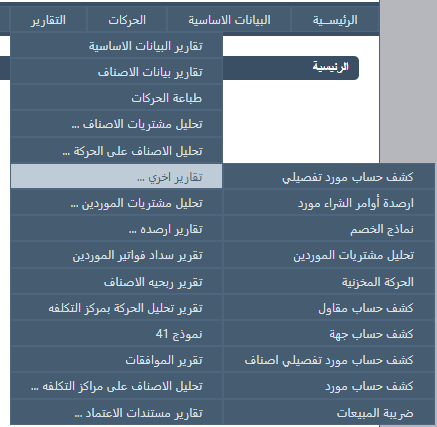 الرئيســية
البيانات الاساسية
الحركات
التقارير
الرئيسية
تقارير البيانات الاساسية
تقارير بيانات الاصناف
طباعة الحركات
تحليل مشتريات الاصناف ...
تحليل الاصناف على الحركة ...
تقارير اخري ...
تحليل مشتريات الموردين ...
تقارير ارصده ...
تقرير سداد فواتير الموردين
تقرير ربحيه الاصناف
تقرير تحليل الحركة بمركز التكلفه
نموذج 41
تقرير الموافقات
تحليل الاصناف على مراكز التكلفه ...
تقارير مستندات الاعتماد ...
كشف حساب مورد تفصيلي
ارصدة أوامر الشراء مورد
نماذج الخصم
تحليل مشتريات الموردين
الحركة المخزنية
كشف حساب مقاول
كشف حساب جهة
كشف حساب مورد تفصيلي اصناف
كشف حساب مورد
ضريبة المبيعات